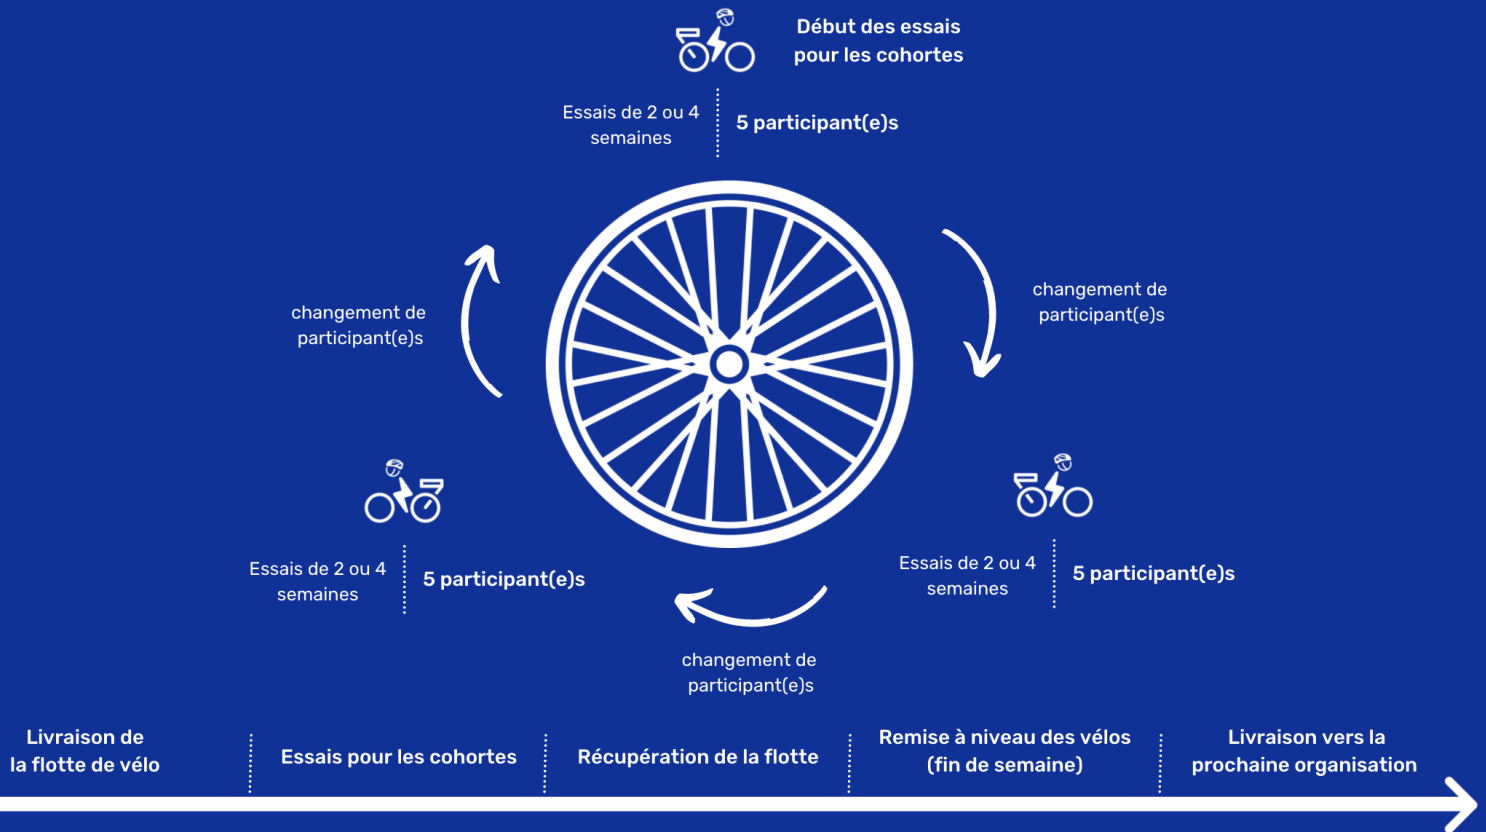 Début des essais
pour les cohortes
Essais de 2 ou 4
semaines
5 participant(e)s
changement de
participant(e)s
changement de
participant(e)s
Essais de 2 ou 4
semaines
5 participant(e)s
Essais de 2 ou 4
semaines
5 participant(e)s
changement de
participant(e)s
Livraison de
la flotte de vélo
Essais pour les cohortes
Récupération de la flotte
Remise à niveau des vélos
(fin de semaine)
Livraison vers la
prochaine organisation